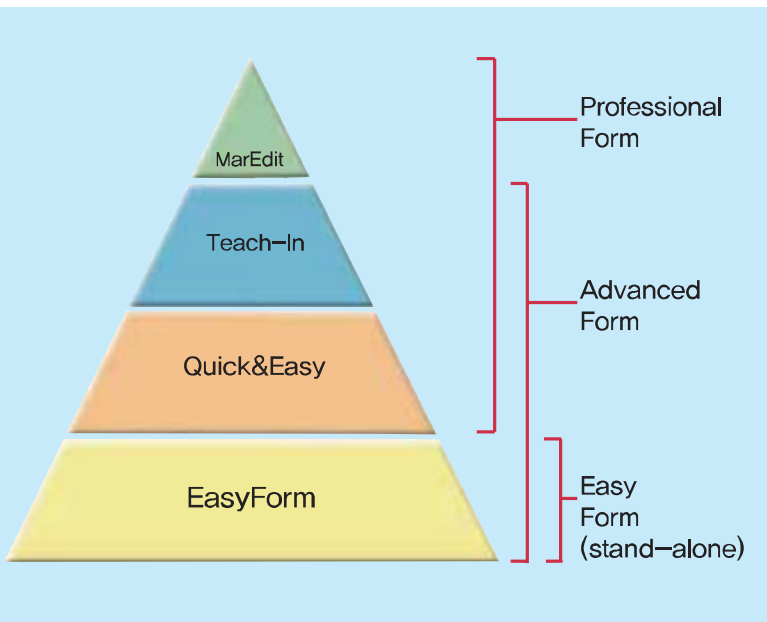 MarEdit
Teach-In
Quick&Easy
EasyForm
Professional
Form
Advanced
Form
Easy
Form
(stand-alone)